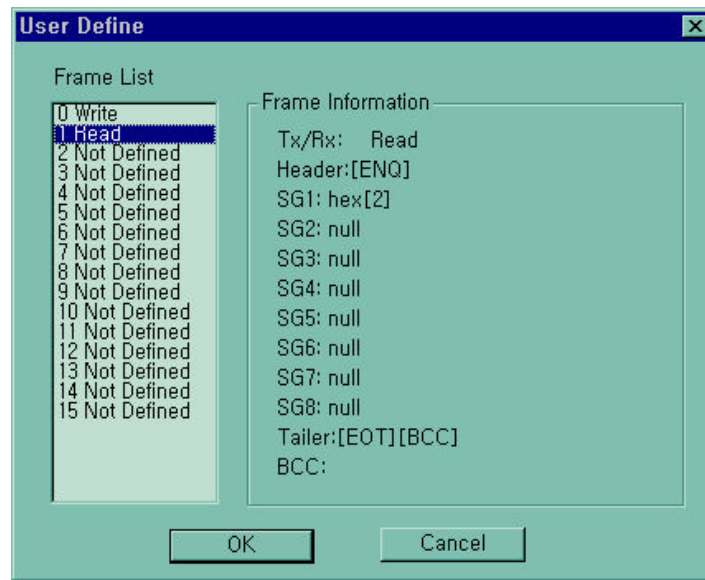 User Define
Frame List
0 Write
1 Read
2 Not Defined
3 Not Defined
4 Not Defined
5 Not Defined
6 Not Defined
7 Not Defined
8 Not Defined
9 Not Defined
10 Not Defined
11 Not Defined
12 Not Defined
13 Not Defined
14 Not Defined
15 Not Defined
Frame Information
Tx/Rx: Read
Header:[ENQ]
SG1: hex[2]
SG2: null
SG3: null
SG4: null
SG5: null
SG6: null
SG7: null
SG8: null
Tailer:[EOT][BCC]
BCC:
OK
Cancel